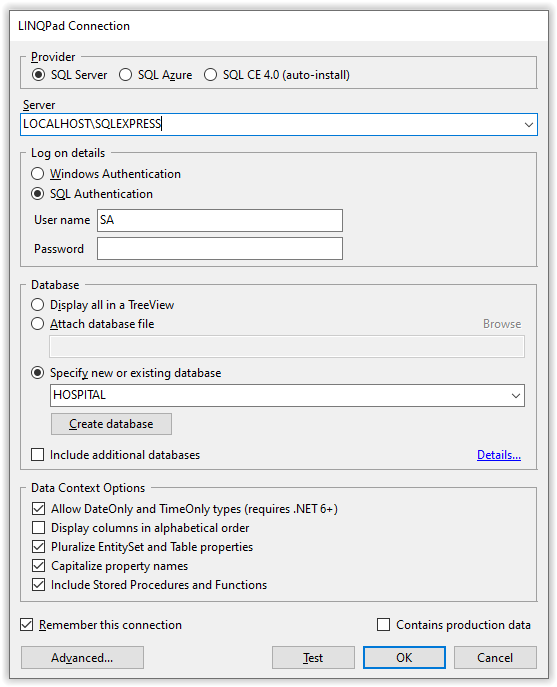 LINQPad Connection
Provider
SQL Server SQL Azure SQL CE 4.0 (auto-install)
Server
LOCALHOST\SQLEXPRESS
Log on details
Windows Authentication
SQL Authentication
User name SA
Password
Database
Display all in a TreeView
Attach database file Browse
Specify new or existing database
HOSPITAL
Create database
Include additional databases Details...
Data Context Options
Allow DateOnly and TimeOnly types (requires .NET 6+)
Display columns in alphabetical order
Pluralize EntitySet and Table properties
Capitalize property names
Include Stored Procedures and Functions
Remember this connection Contains production data
Advanced... Test OK Cancel